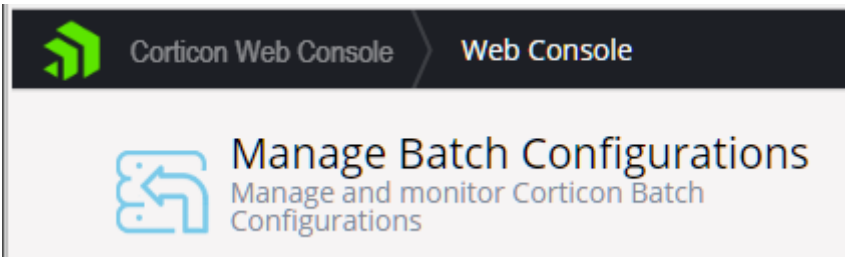 Corticon Web Console Web Console
Manage Batch Configurations
Manage and monitor Corticon Batch
Configurations